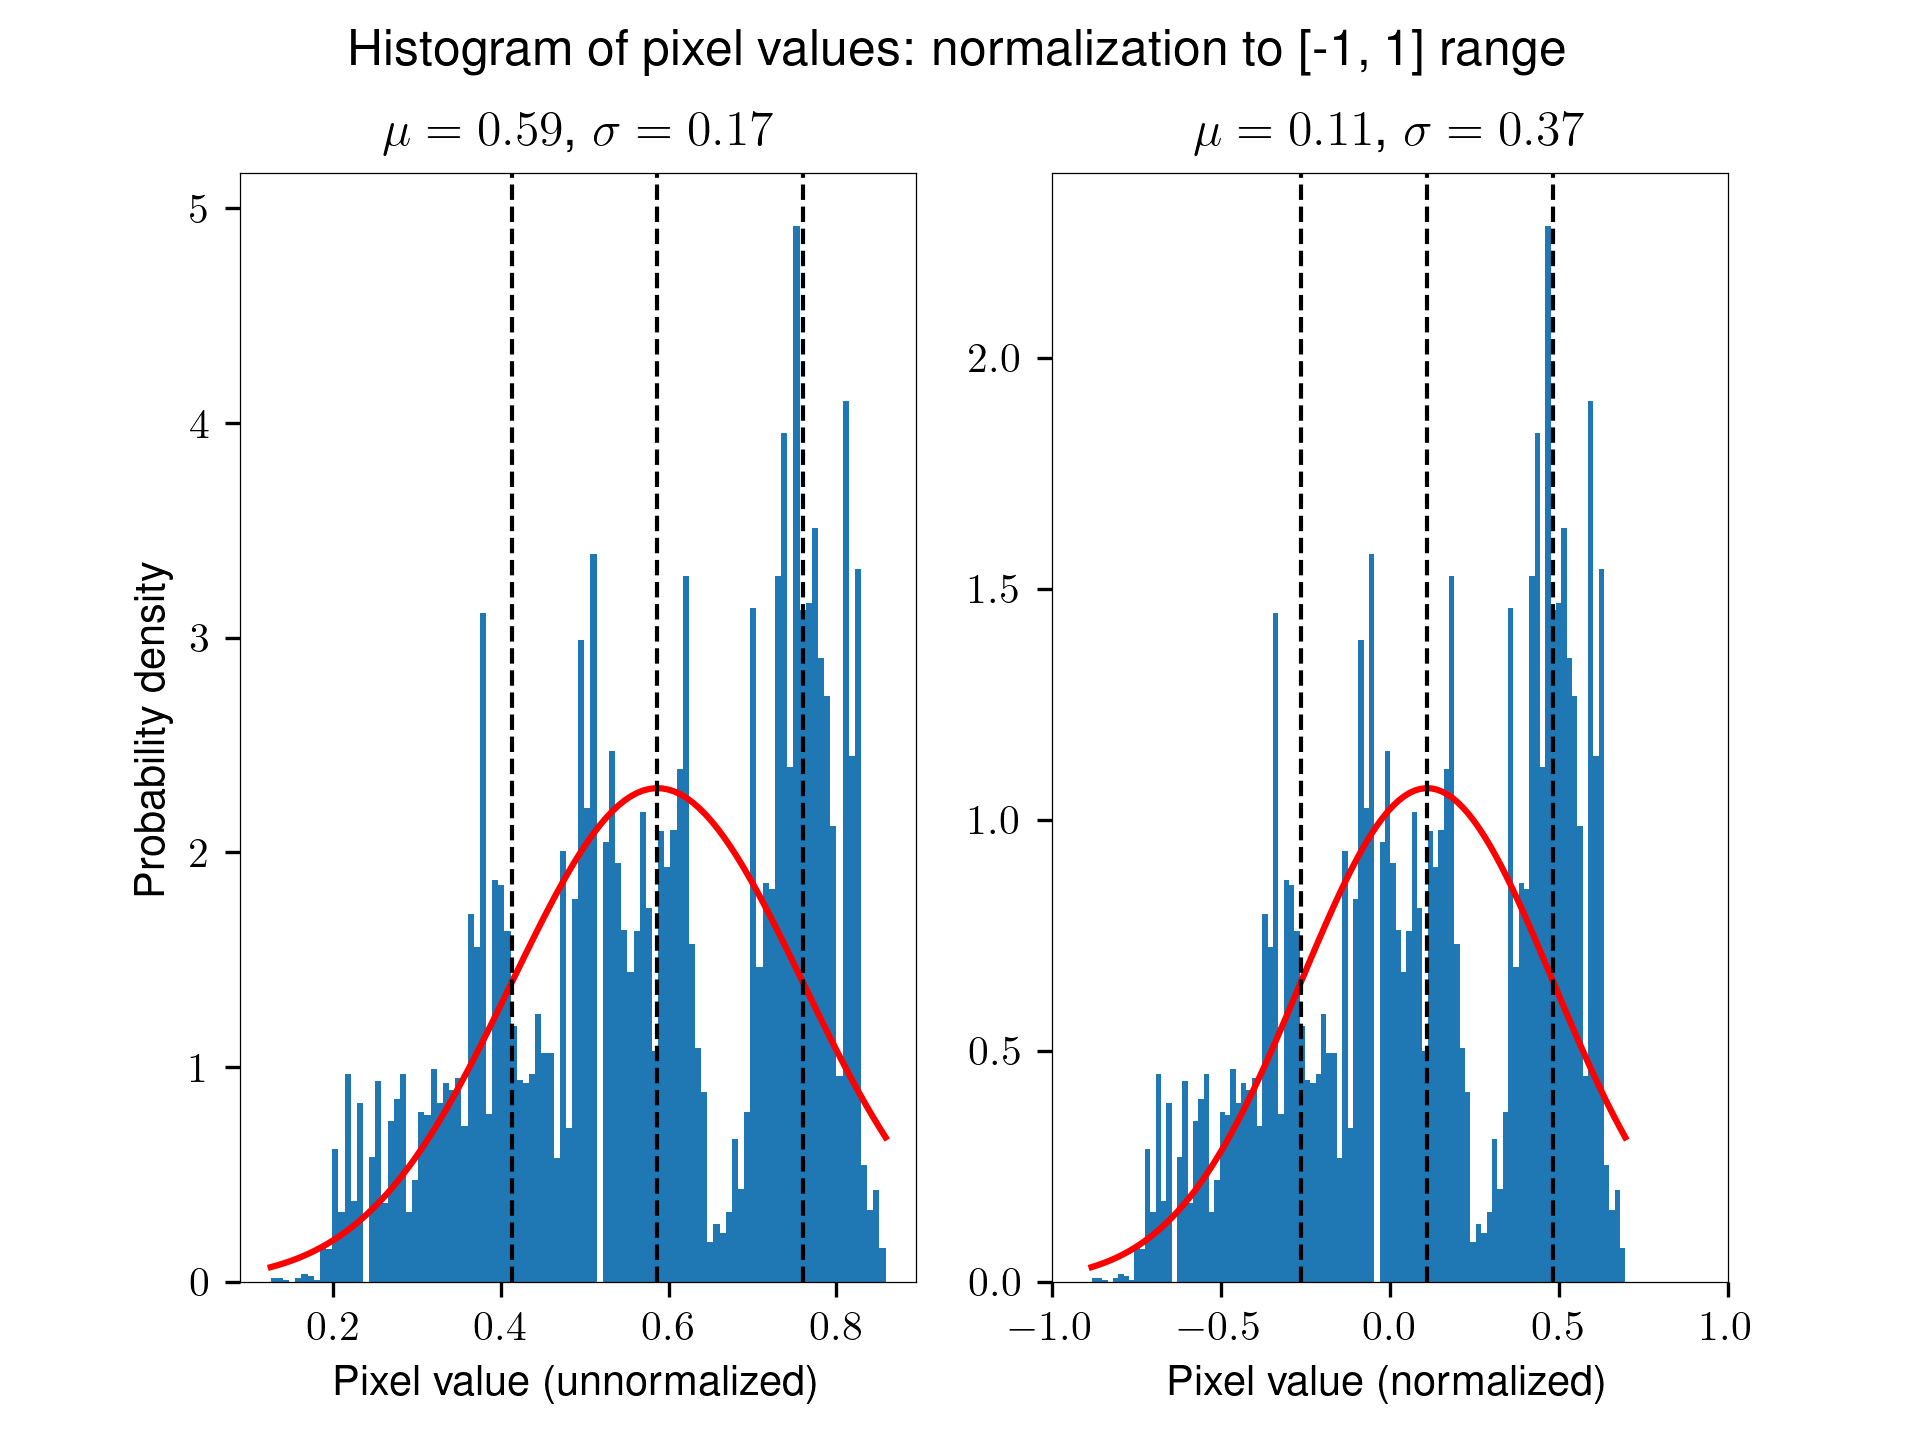 Histogram of pixel values: normalization to [-1, 1] range
μ = 0.59, σ = 0.17
μ = 0.11, σ = 0.37
Probability density
5
4
3
2
1
0
0.2 0.4 0.6 0.8
Pixel value (unnormalized)
2.0
1.5
1.0
0.5
0.0
−1.0 −0.5 0.0 0.5 1.0
Pixel value (normalized)